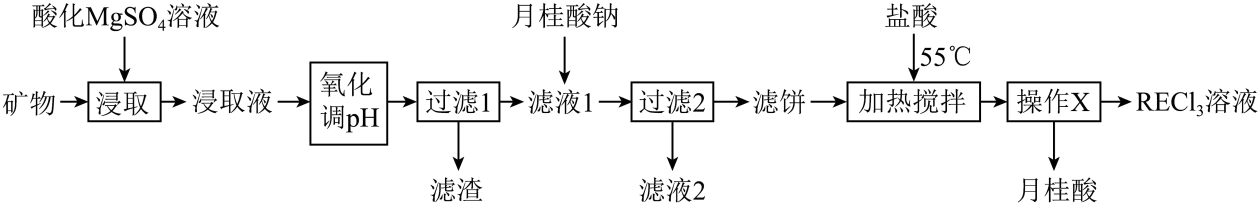 酸化MgSO₄溶液
月桂酸钠
盐酸
55℃
矿物
浸取
浸取液
氧化
调pH
过滤1
滤液1
过滤2
滤饼
加热搅拌
操作X
RECl₃溶液
滤渣
滤液2
月桂酸